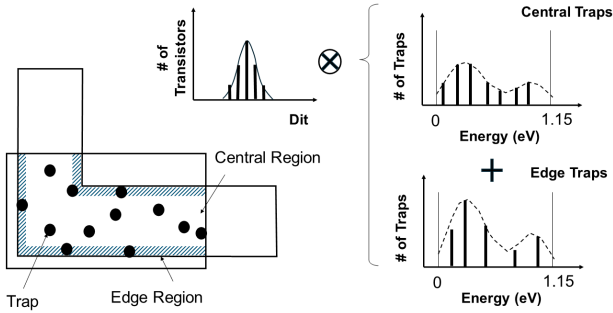 # of
Transistors
Dit
Central Traps
# of Traps
0
1.15
Energy (eV)
Edge Traps
# of Traps
0
1.15
Energy (eV)
Central Region
Trap
Edge Region